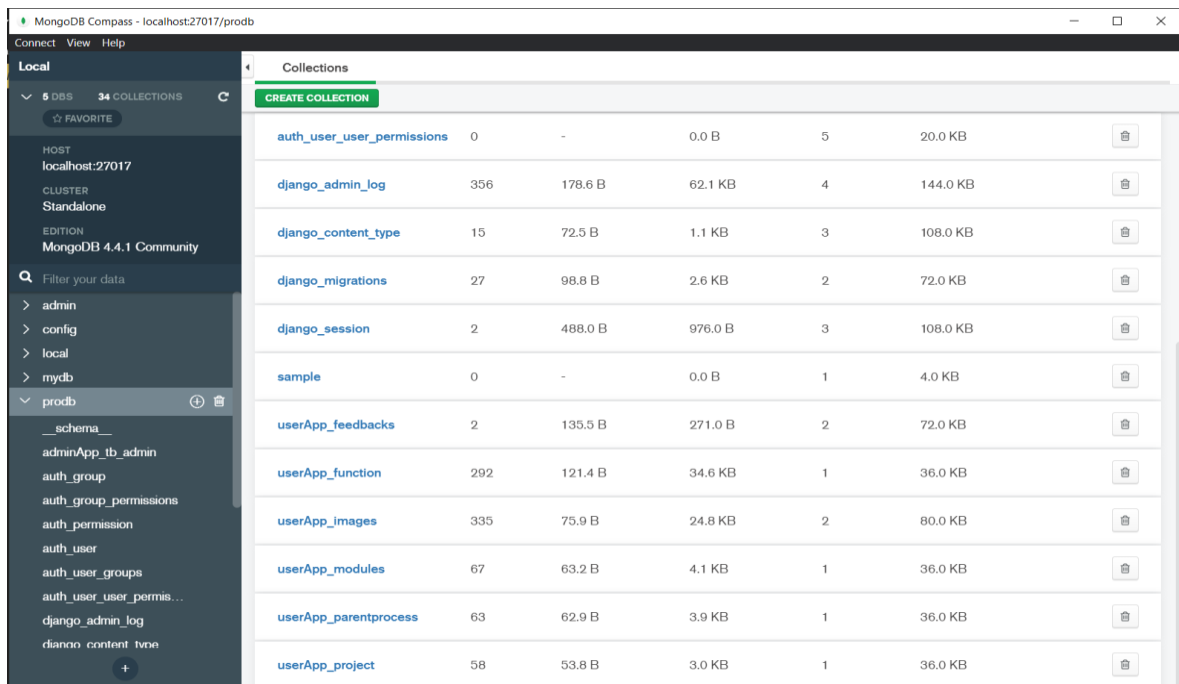 MongoDB Compass - localhost:27017/prodb
Connect View Help
Local
5 DBS 34 COLLECTIONS
FAVORITE
HOST
localhost:27017
CLUSTER
Standalone
EDITION
MongoDB 4.4.1 Community
Filter your data
admin
config
local
mydb
prodb
__schema__
adminApp_tb_admin
auth_group
auth_group_permissions
auth_permission
auth_user
auth_user_groups
auth_user_user_permis...
django_admin_log
django_content_type
Collections
CREATE COLLECTION
auth_user_user_permissions 0 - 0.0 B 5 20.0 KB
django_admin_log 356 178.6 B 62.1 KB 4 144.0 KB
django_content_type 15 72.5 B 1.1 KB 3 108.0 KB
django_migrations 27 98.8 B 2.6 KB 2 72.0 KB
django_session 2 488.0 B 976.0 B 3 108.0 KB
sample 0 - 0.0 B 1 4.0 KB
userApp_feedbacks 2 135.5 B 271.0 B 2 72.0 KB
userApp_function 292 121.4 B 34.6 KB 1 36.0 KB
userApp_images 335 75.9 B 24.8 KB 2 80.0 KB
userApp_modules 67 63.2 B 4.1 KB 1 36.0 KB
userApp_parentprocess 63 62.9 B 3.9 KB 1 36.0 KB
userApp_project 58 53.8 B 3.0 KB 1 36.0 KB